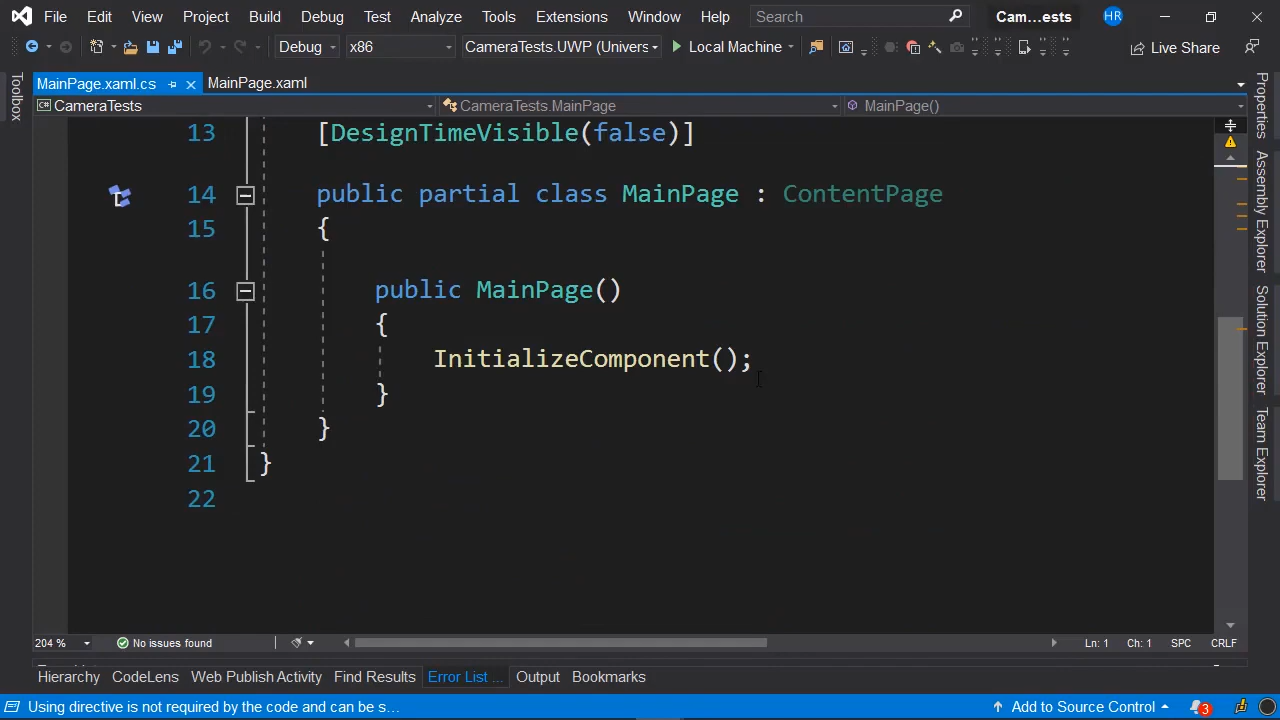 File Edit View Project Build Debug Test Analyze Tools Extensions Window Help Search Cam...ests HR
Debug x86 CameraTests.UWP (Univers Local Machine Live Share
MainPage.xaml.cs MainPage.xaml
CameraTests CameraTests.MainPage MainPage()
13 [DesignTimeVisible(false)]
14 public partial class MainPage : ContentPage
15 {
16 public MainPage()
17 {
18 InitializeComponent();
19 }
20 }
21 }
22
Toolbox
Properties
Assembly Explorer
Solution Explorer
Team Explorer
204 % No issues found Ln: 1 Ch: 1 SPC CRLF
Hierarchy CodeLens Web Publish Activity Find Results Error List ... Output Bookmarks
Using directive is not required by the code and can be s... Add to Source Control 3